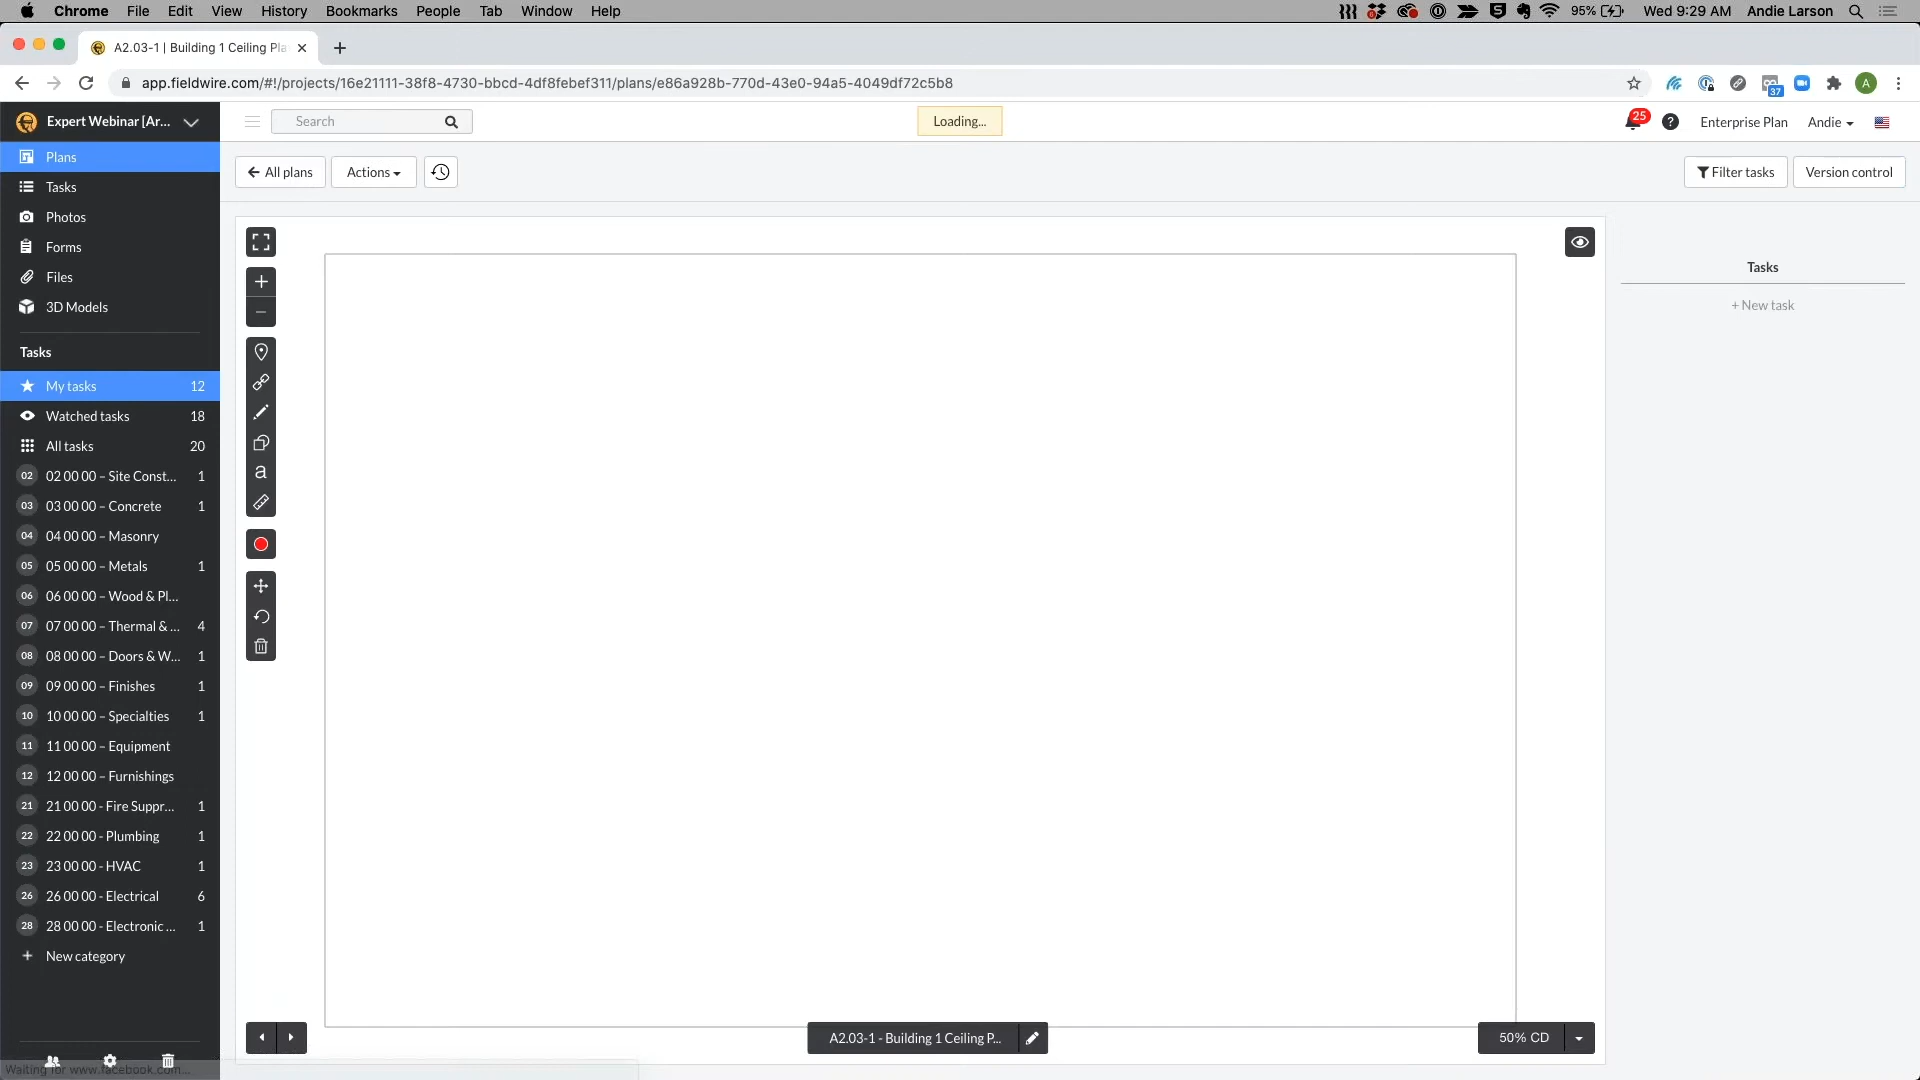 Chrome File Edit View History Bookmarks People Tab Window Help 95% Wed 9:29 AM Andie Larson
A2.03-1 | Building 1 Ceiling Pla
app.fieldwire.com/#!/projects/16e21111-38f8-4730-bbcd-4df8febef311/plans/e86a928b-770d-43e0-94a5-4049df72c5b8 37 A
Expert Webinar [Ar... Search Loading... 25 ? Enterprise Plan Andie
Plans
All plans Actions Filter tasks Version control
Tasks
Photos
Forms
Files
3D Models
Tasks
+ New task
Tasks
My tasks 12
Watched tasks 18
All tasks 20
02 02 00 00 – Site Const... 1
a
03 03 00 00 – Concrete 1
04 04 00 00 – Masonry
05 05 00 00 – Metals 1
06 06 00 00 – Wood & Pl...
07 07 00 00 – Thermal & ... 4
08 08 00 00 – Doors & W... 1
09 09 00 00 – Finishes 1
10 10 00 00 – Specialties 1
11 11 00 00 – Equipment
12 12 00 00 – Furnishings
21 21 00 00 - Fire Suppr... 1
22 22 00 00 - Plumbing 1
23 23 00 00 - HVAC 1
26 26 00 00 - Electrical 6
28 28 00 00 - Electronic ... 1
+ New category
A2.03-1 - Building 1 Ceiling P... 50% CD
Waiting for www.facebook.com...